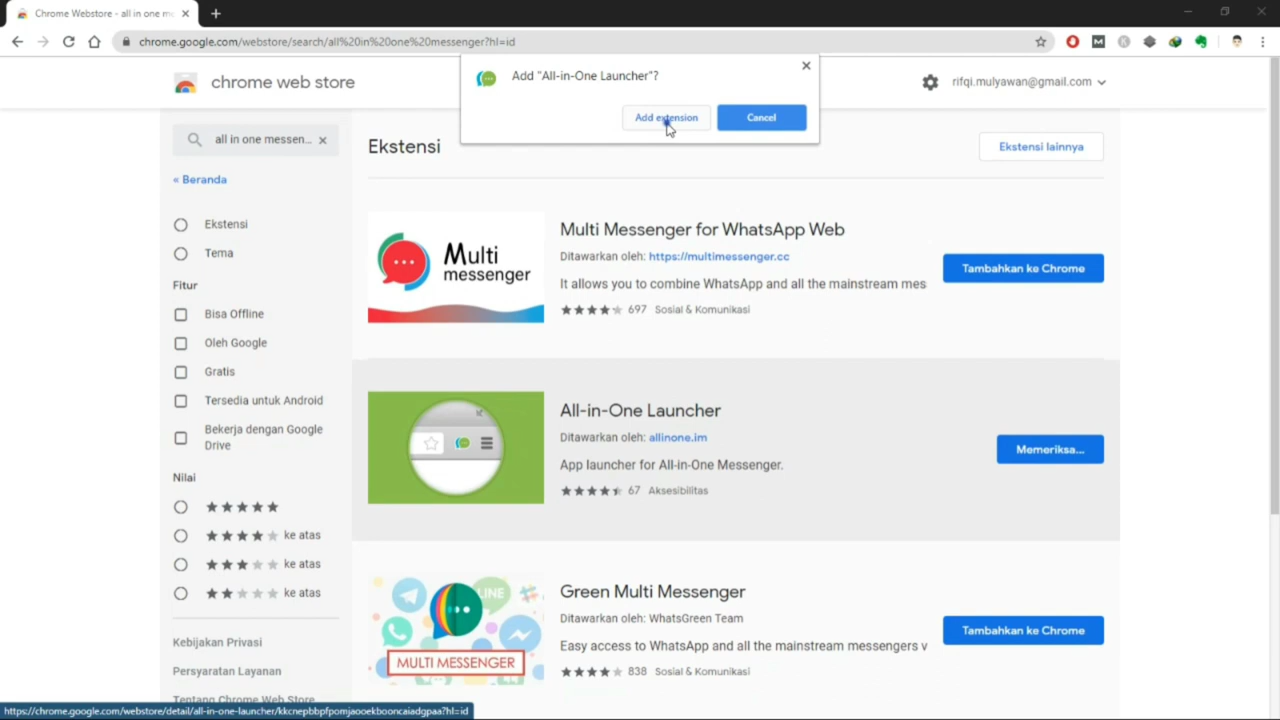 Chrome Webstore - all in one m
chrome.google.com/webstore/search/all%20in%20one%20messenger?hl=id
Add "All-in-One Launcher"?
Add extension
Cancel
chrome web store
rifqi.mulyawan@gmail.com
all in one messen...
« Beranda
Ekstensi
Tema
Fitur
Bisa Offline
Oleh Google
Gratis
Tersedia untuk Android
Bekerja dengan Google
Drive
Nilai
ke atas
ke atas
ke atas
Kebijakan Privasi
Persyaratan Layanan
Tentang Chrome Web Store
Ekstensi
Ekstensi lainnya
Multi
messenger
Multi Messenger for WhatsApp Web
Ditawarkan oleh: https://multimessenger.cc
It allows you to combine WhatsApp and all the mainstream mes
697 Sosial & Komunikasi
Tambahkan ke Chrome
All-in-One Launcher
Ditawarkan oleh: allinone.im
App launcher for All-in-One Messenger.
67 Aksesibilitas
Memeriksa...
LINE
MULTI MESSENGER
Green Multi Messenger
Ditawarkan oleh: WhatsGreen Team
Easy access to WhatsApp and all the mainstream messengers v
838 Sosial & Komunikasi
Tambahkan ke Chrome
https://chrome.google.com/webstore/detail/all-in-one-launcher/kkcnepbbpfpomjaooekbooncaiadgpaa?hl=id